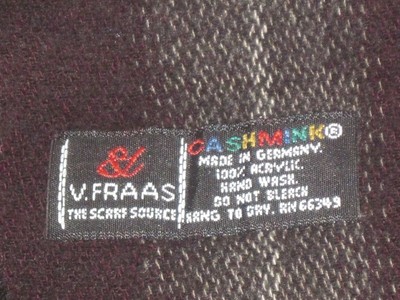 V. FRAAS
THE SCARF SOURCE
CASHMINK®
MADE IN GERMANY.
100% ACRYLIC.
HAND WASH.
DO NOT BLEACH
HANG TO DRY. RN 66349